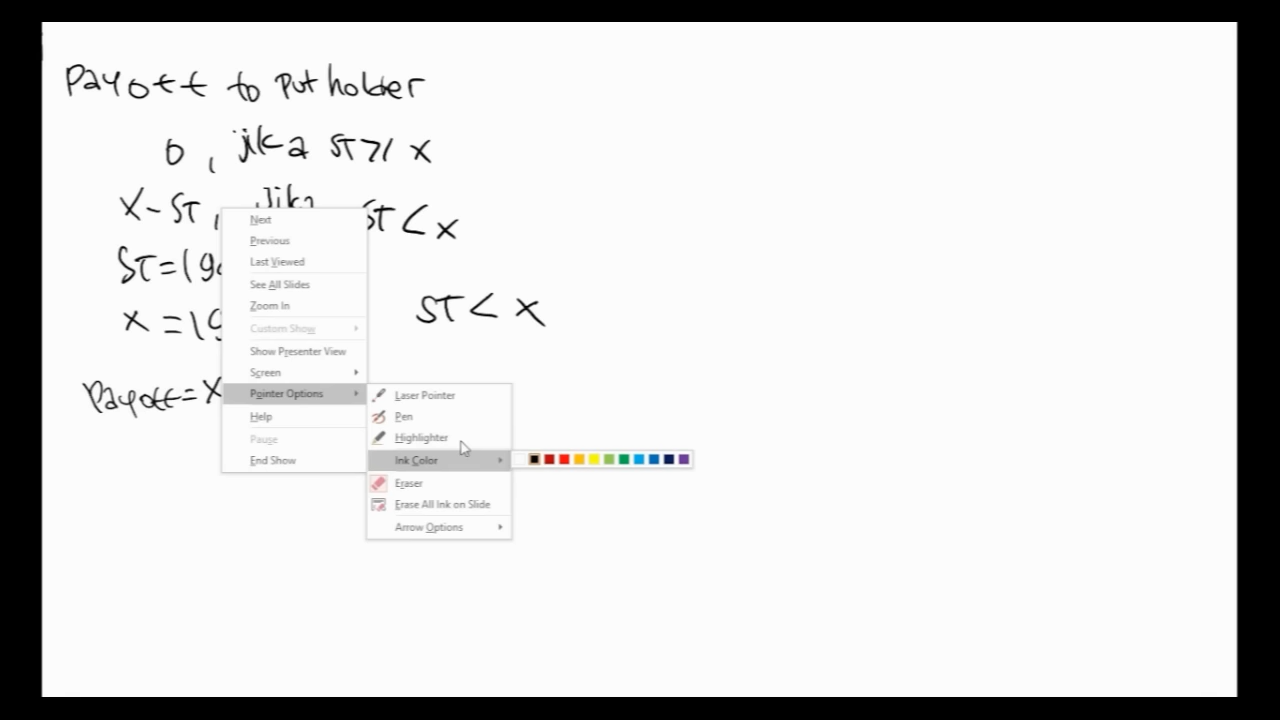 Payoff to put holder
0, jika ST ≥ X
X - ST, Jika ST < X
ST = 19
X = 19
ST < X
Payoff = X
Next
Previous
Last Viewed
See All Slides
Zoom In
Custom Show
Show Presenter View
Screen
Pointer Options
Help
Pause
End Show
Laser Pointer
Pen
Highlighter
Ink Color
Eraser
Erase All Ink on Slide
Arrow Options